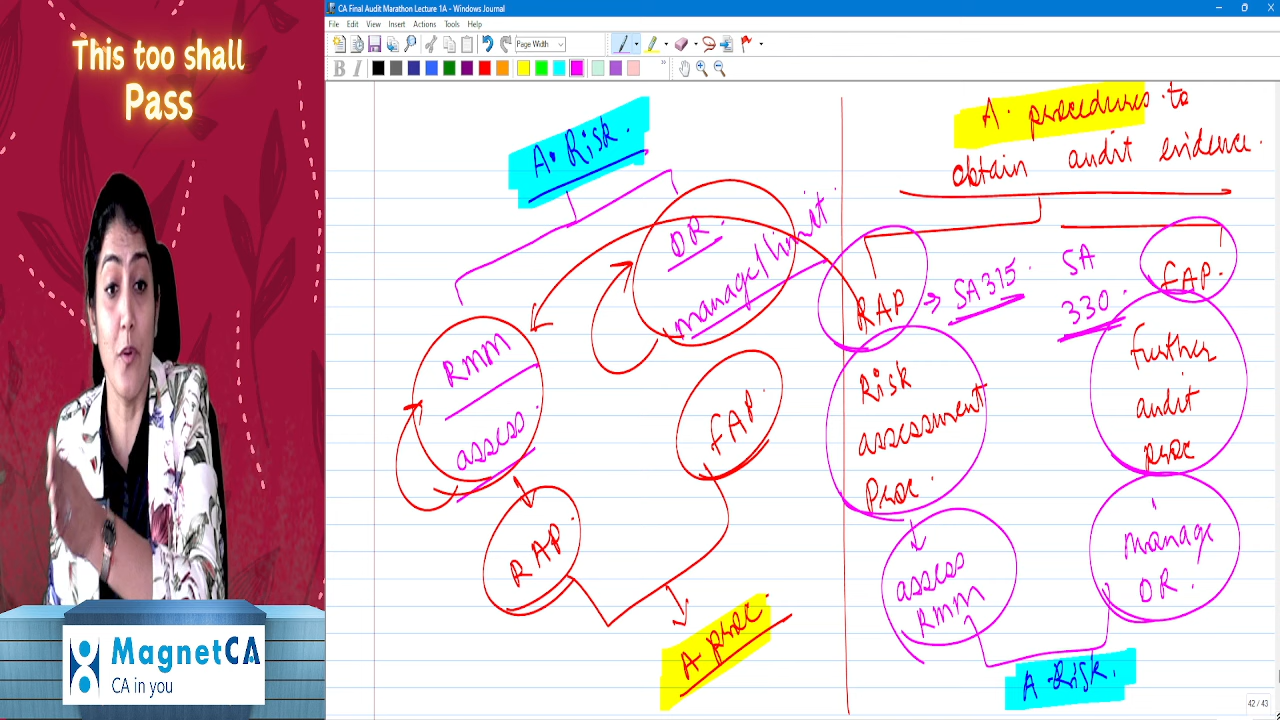 This too shall
Pass
MagnetCA
CA in you
CA Final Audit Marathon Lecture 1A - Windows Journal
File Edit View Insert Actions Tools Help
Page Width
B I
A. Risk.
OR.
manage/limit.
RMM
assess.
RAP.
FAP.
A proc.
A. procedures to
obtain audit evidence.
RAP → SA315.
SA
330.
FAP.
Risk
assessment
Proc.
further
audit
proc
assess
RMM
manage
OR.
A Risk.
42 / 43